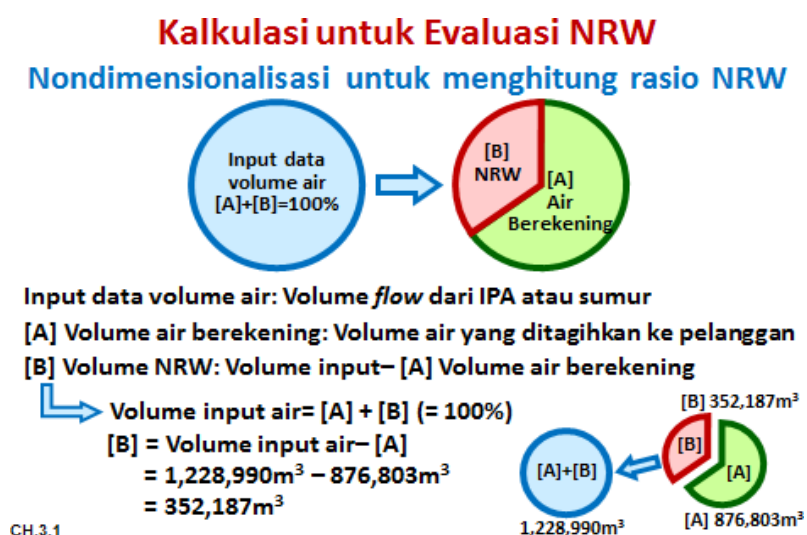 Kalkulasi untuk Evaluasi NRW
Nondimensionalisasi untuk menghitung rasio NRW
Input data
volume air
[A]+[B]=100%
[B]
NRW
[A]
Air
Berekening
Input data volume air: Volume flow dari IPA atau sumur
[A] Volume air berekening: Volume air yang ditagihkan ke pelanggan
[B] Volume NRW: Volume input– [A] Volume air berekening
Volume input air= [A] + [B] (= 100%)
[B] = Volume input air– [A]
= 1,228,990m³ – 876,803m³
= 352,187m³
[A]+[B]
1,228,990m³
[B] 352,187m³
[B]
[A]
[A] 876,803m³
CH.3.1